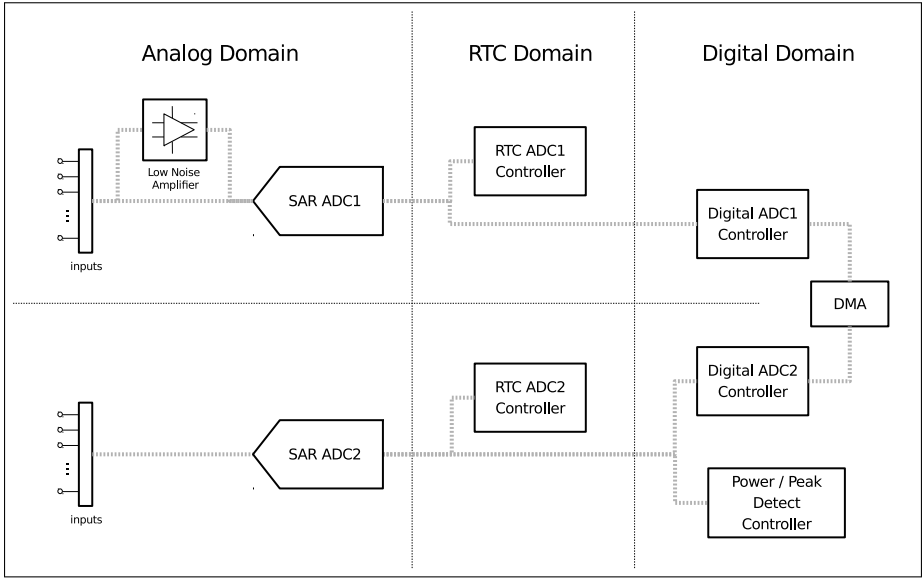 Analog Domain
RTC Domain
Digital Domain
Low Noise
Amplifier
SAR ADC1
RTC ADC1
Controller
Digital ADC1
Controller
inputs
DMA
SAR ADC2
RTC ADC2
Controller
Digital ADC2
Controller
Power / Peak
Detect
Controller
inputs